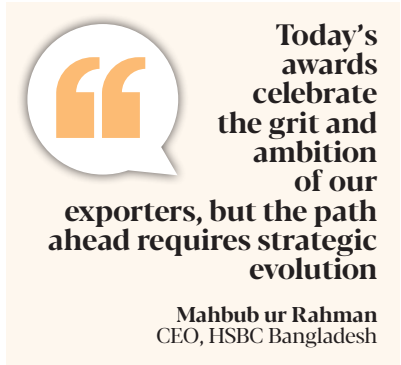 Today's
awards
celebrate
the grit and
ambition
of our
exporters, but the path
ahead requires strategic
evolution
Mahbub ur Rahman
CEO, HSBC Bangladesh